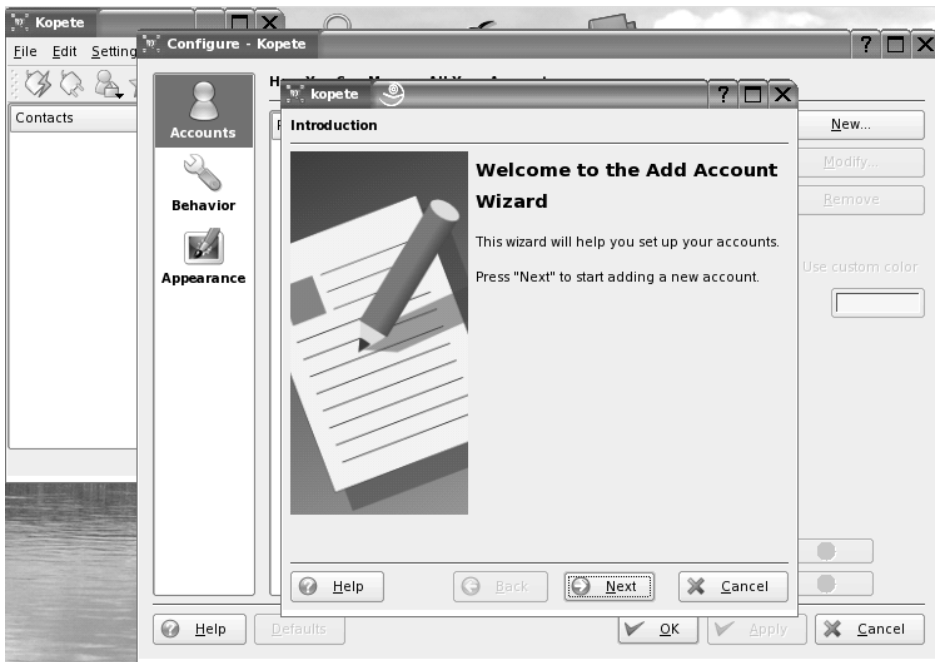 Kopete
File Edit Setting
Contacts
Configure - Kopete
Accounts
Behavior
Appearance
kopete
Introduction
Welcome to the Add Account
Wizard
This wizard will help you set up your accounts.
Press "Next" to start adding a new account.
Help Back Next Cancel
New...
Modify...
Remove
Use custom color
Help Defaults OK Apply Cancel